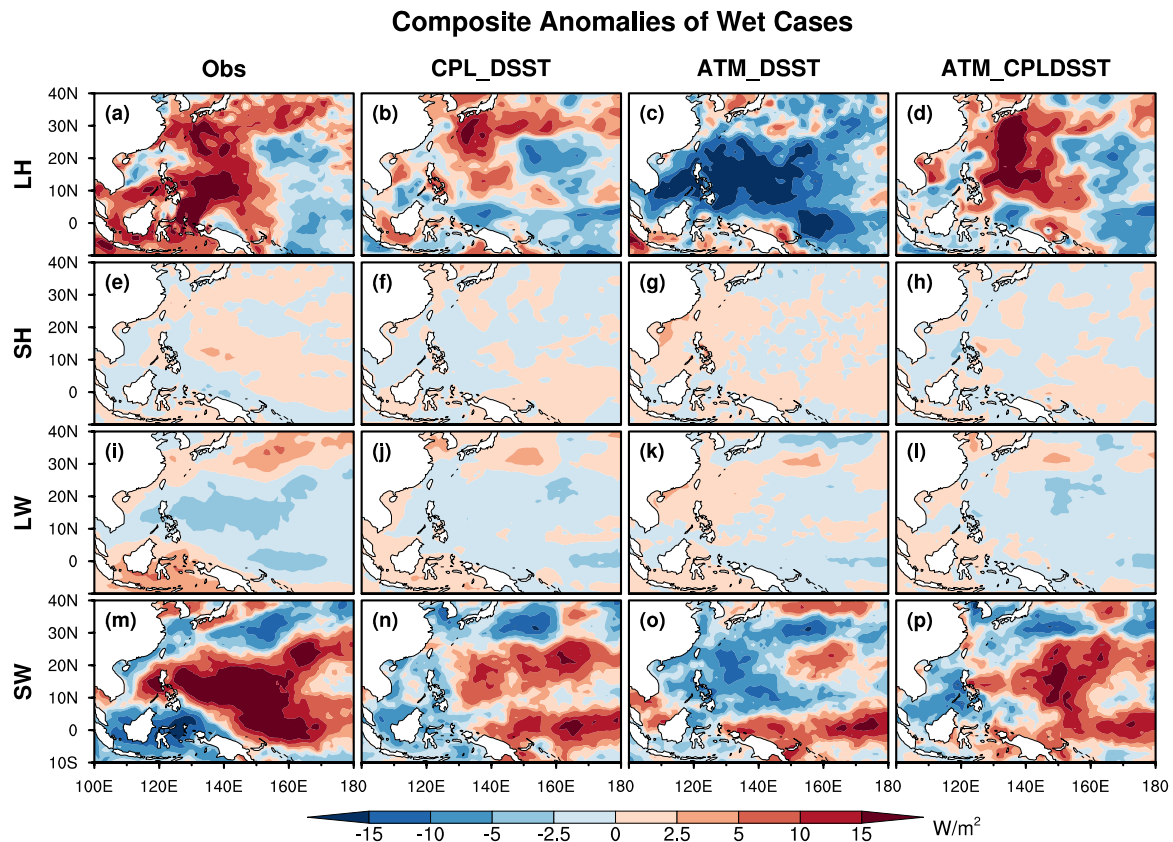 Composite Anomalies of Wet Cases
Obs CPL_DSST ATM_DSST ATM_CPLDSST
LH
40N
30N
20N
10N
0
(a) (b) (c) (d)
SH
40N
30N
20N
10N
0
(e) (f) (g) (h)
LW
40N
30N
20N
10N
0
(i) (j) (k) (l)
SW
40N
30N
20N
10N
0
10S
(m) (n) (o) (p)
100E 120E 140E 160E 120E 140E 160E 120E 140E 160E 120E 140E 160E 180
-15 -10 -5 -2.5 0 2.5 5 10 15 W/m²